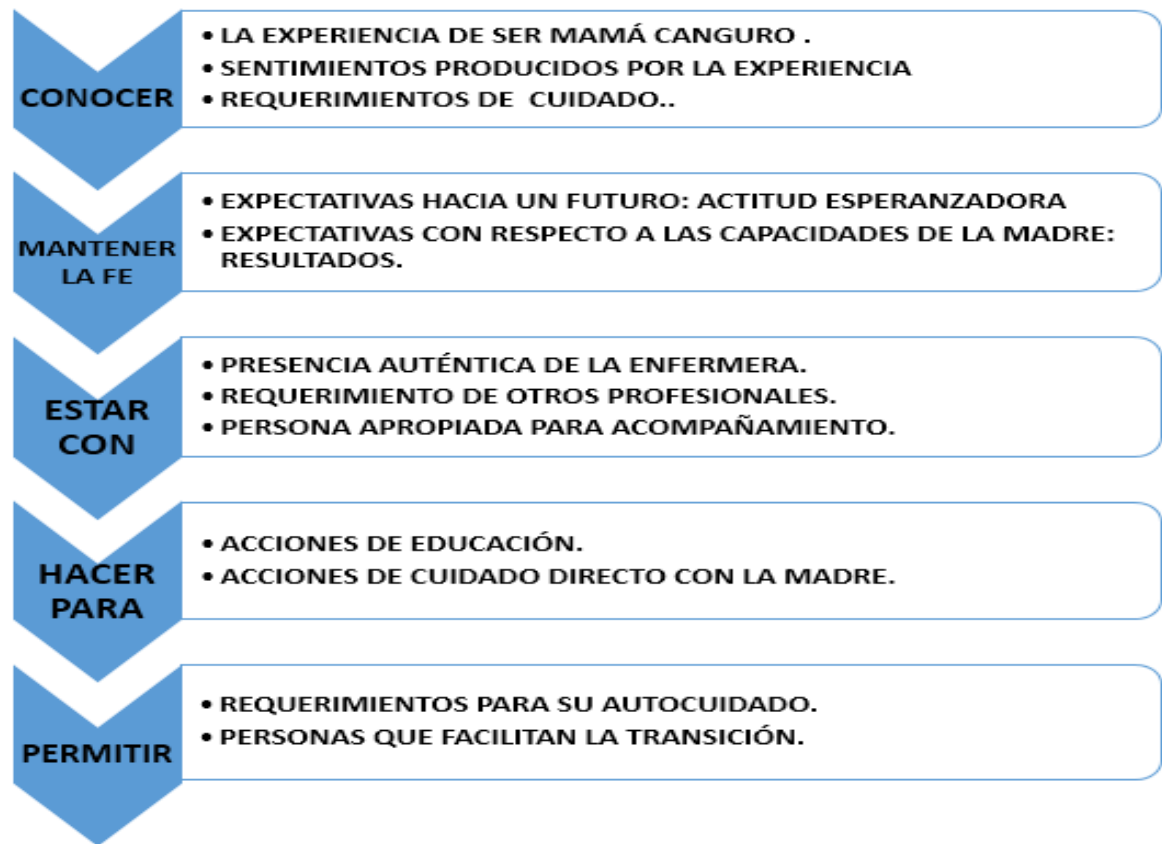 CONOCER
• LA EXPERIENCIA DE SER MAMÁ CANGURO .
• SENTIMIENTOS PRODUCIDOS POR LA EXPERIENCIA
• REQUERIMIENTOS DE CUIDADO..
MANTENER
LA FE
• EXPECTATIVAS HACIA UN FUTURO: ACTITUD ESPERANZADORA
• EXPECTATIVAS CON RESPECTO A LAS CAPACIDADES DE LA MADRE:
RESULTADOS.
ESTAR
CON
• PRESENCIA AUTÉNTICA DE LA ENFERMERA.
• REQUERIMIENTO DE OTROS PROFESIONALES.
• PERSONA APROPIADA PARA ACOMPAÑAMIENTO.
HACER
PARA
• ACCIONES DE EDUCACIÓN.
• ACCIONES DE CUIDADO DIRECTO CON LA MADRE.
PERMITIR
• REQUERIMIENTOS PARA SU AUTOCUIDADO.
• PERSONAS QUE FACILITAN LA TRANSICIÓN.